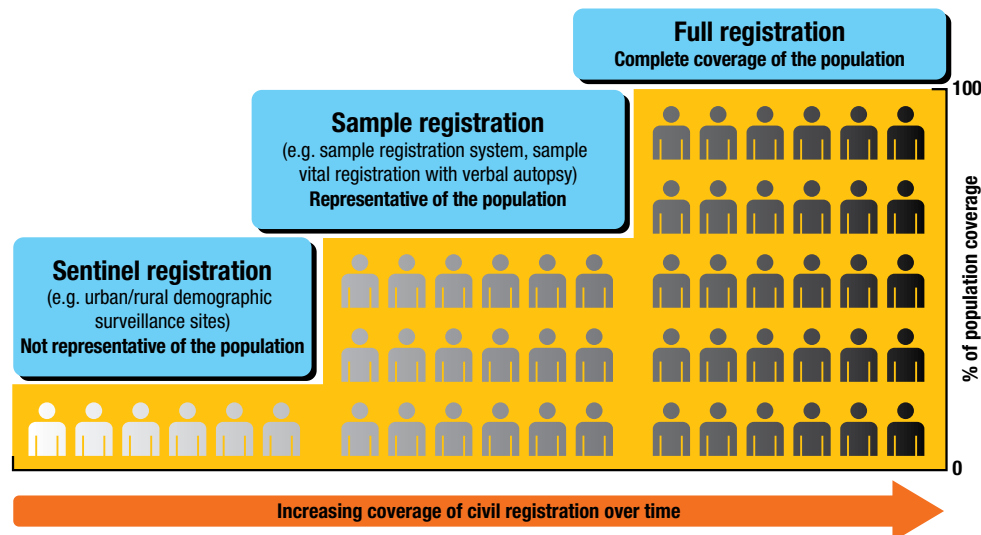 Full registration
Complete coverage of the population
100
Sample registration
(e.g. sample registration system, sample
vital registration with verbal autopsy)
Representative of the population
Sentinel registration
(e.g. urban/rural demographic
surveillance sites)
Not representative of the population
% of population coverage
0
Increasing coverage of civil registration over time